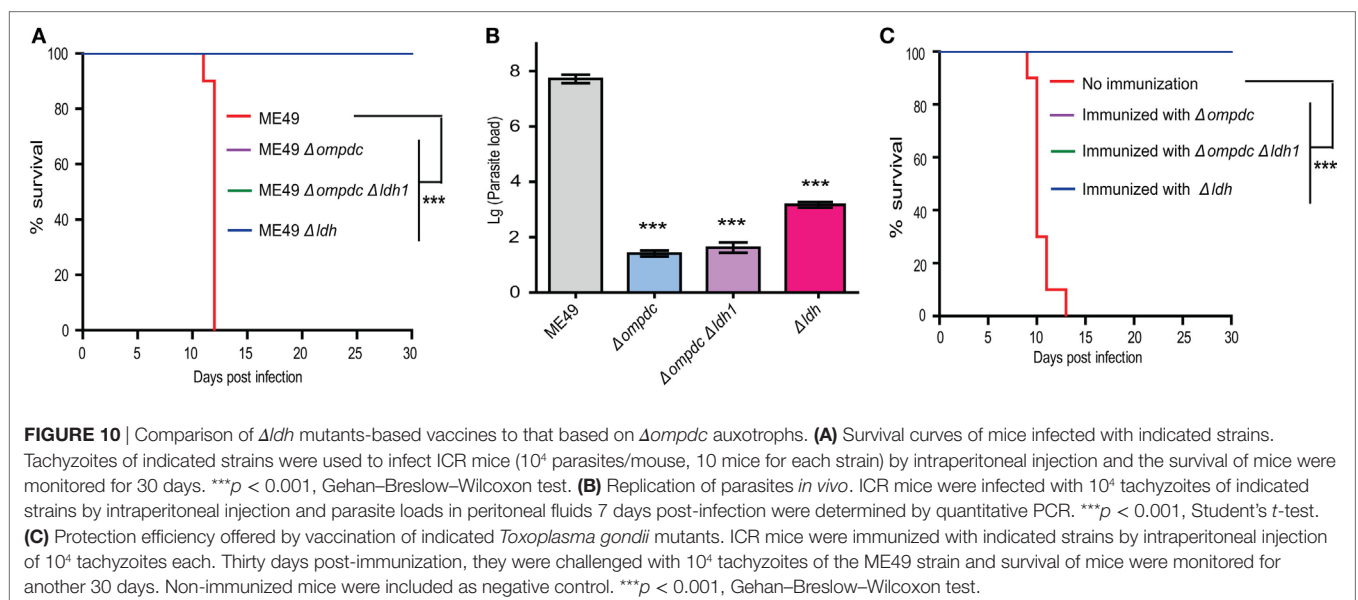 A
100
80
60
40
20
0
% survival
0 5 10 15 20 25 30
Days post infection
ME49
ME49 Δompdc
ME49 Δompdc Δldh1
ME49 Δldh
***
B
8
6
4
2
0
Lg (Parasite load)
***
***
***
ME49
Δompdc
Δompdc Δldh1
Δldh
C
100
80
60
40
20
0
% survival
0 5 10 15 20 25 30
Days post infection
No immunization
Immunized with Δompdc
Immunized with Δompdc Δldh1
Immunized with Δldh
***
FIGURE 10 | Comparison of Δldh mutants-based vaccines to that based on Δompdc auxotrophs. (A) Survival curves of mice infected with indicated strains.
Tachyzoites of indicated strains were used to infect ICR mice (10⁴ parasites/mouse, 10 mice for each strain) by intraperitoneal injection and the survival of mice were
monitored for 30 days. ***p < 0.001, Gehan–Breslow–Wilcoxon test. (B) Replication of parasites in vivo. ICR mice were infected with 10⁴ tachyzoites of indicated
strains by intraperitoneal injection and parasite loads in peritoneal fluids 7 days post-infection were determined by quantitative PCR. ***p < 0.001, Student’s t-test.
(C) Protection efficiency offered by vaccination of indicated Toxoplasma gondii mutants. ICR mice were immunized with indicated strains by intraperitoneal injection
of 10⁴ tachyzoites each. Thirty days post-immunization, they were challenged with 10⁴ tachyzoites of the ME49 strain and survival of mice were monitored for
another 30 days. Non-immunized mice were included as negative control. ***p < 0.001, Gehan–Breslow–Wilcoxon test.